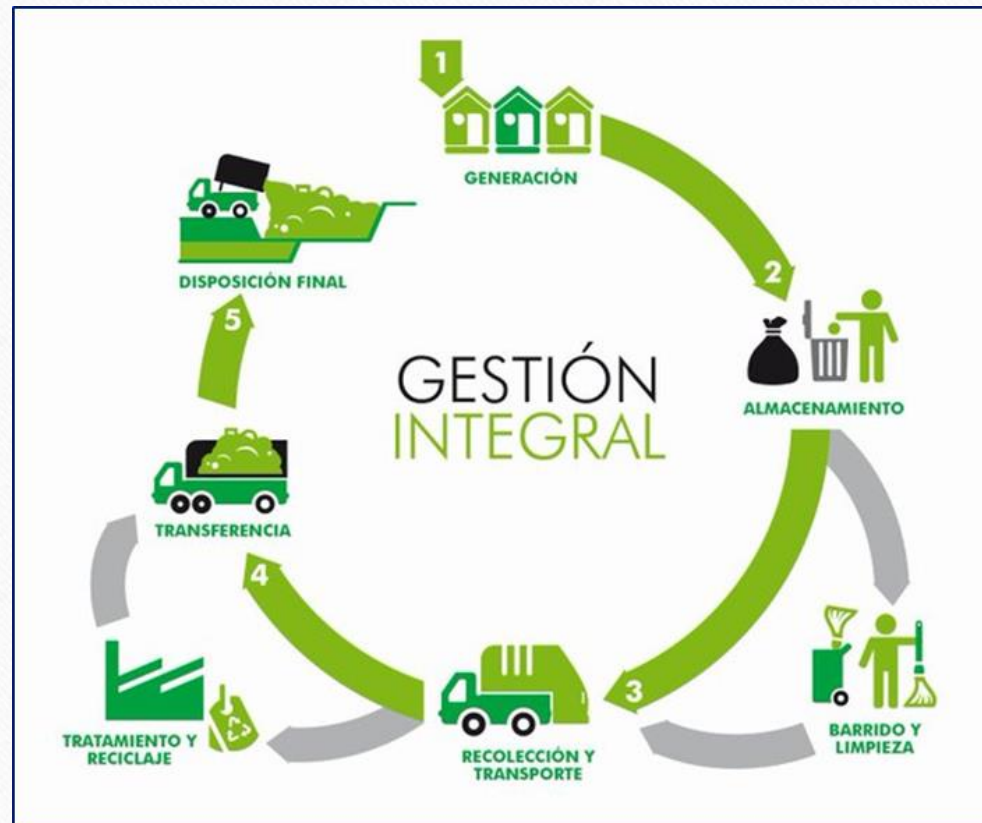 1
GENERACIÓN
2
ALMACENAMIENTO
GESTIÓN
INTEGRAL
BARRIDO Y
LIMPIEZA
3
RECOLECCIÓN Y
TRANSPORTE
TRATAMIENTO Y
RECICLAJE
4
TRANSFERENCIA
5
DISPOSICIÓN FINAL